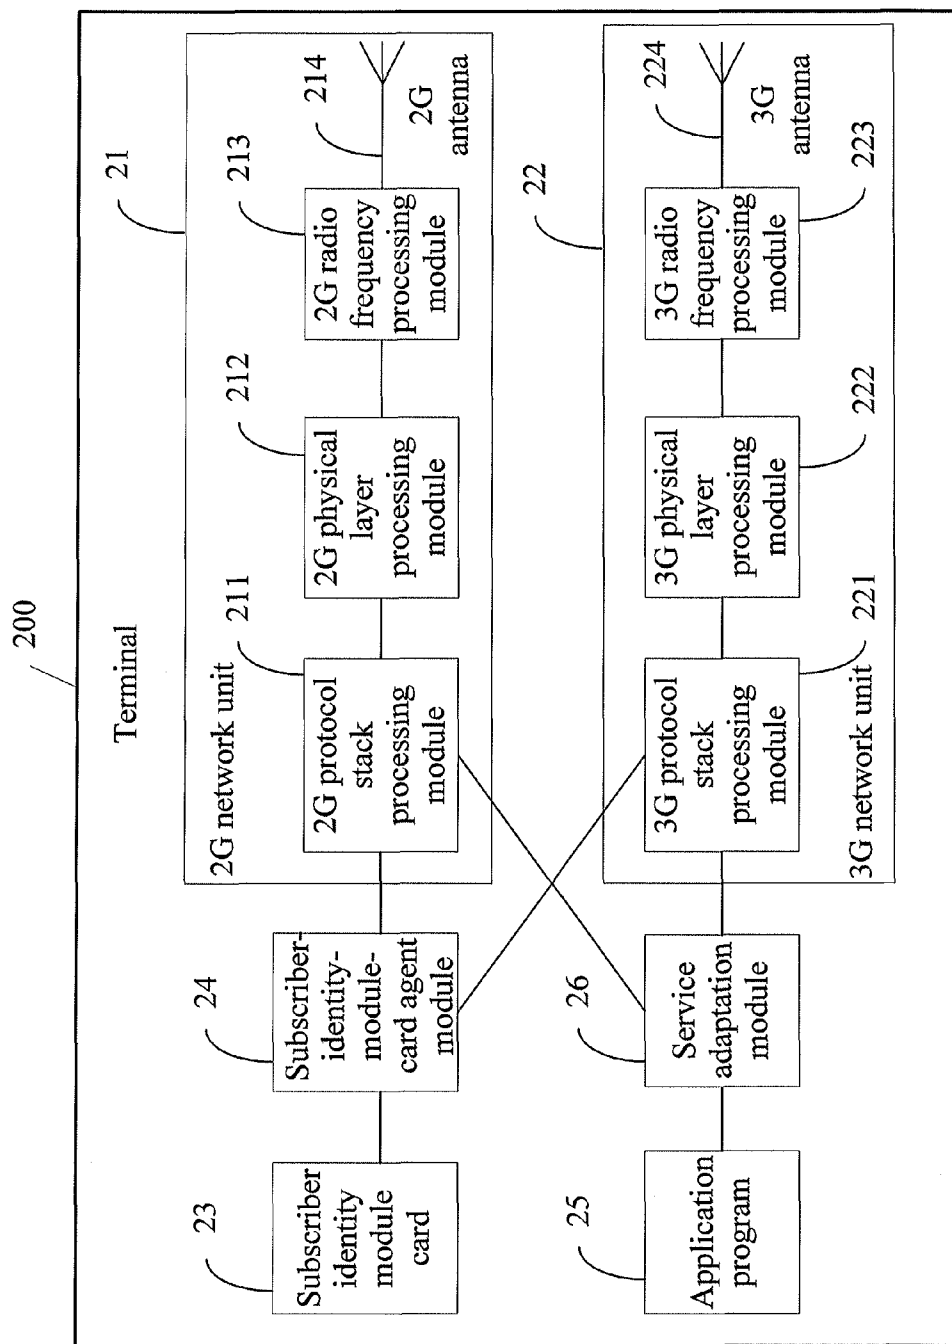 200
Terminal
21
2G network unit
211
2G protocol
stack
processing
module
212
2G physical
layer
processing
module
213
2G radio
frequency
processing
module
214
2G
antenna
23
Subscriber
identity
module
card
24
Subscriber-
identity-
module-
card agent
module
22
25
Application
program
26
Service
adaptation
module
3G protocol
stack
processing
module
221
3G network unit
3G physical
layer
processing
module
222
3G radio
frequency
processing
module
223
224
3G
antenna